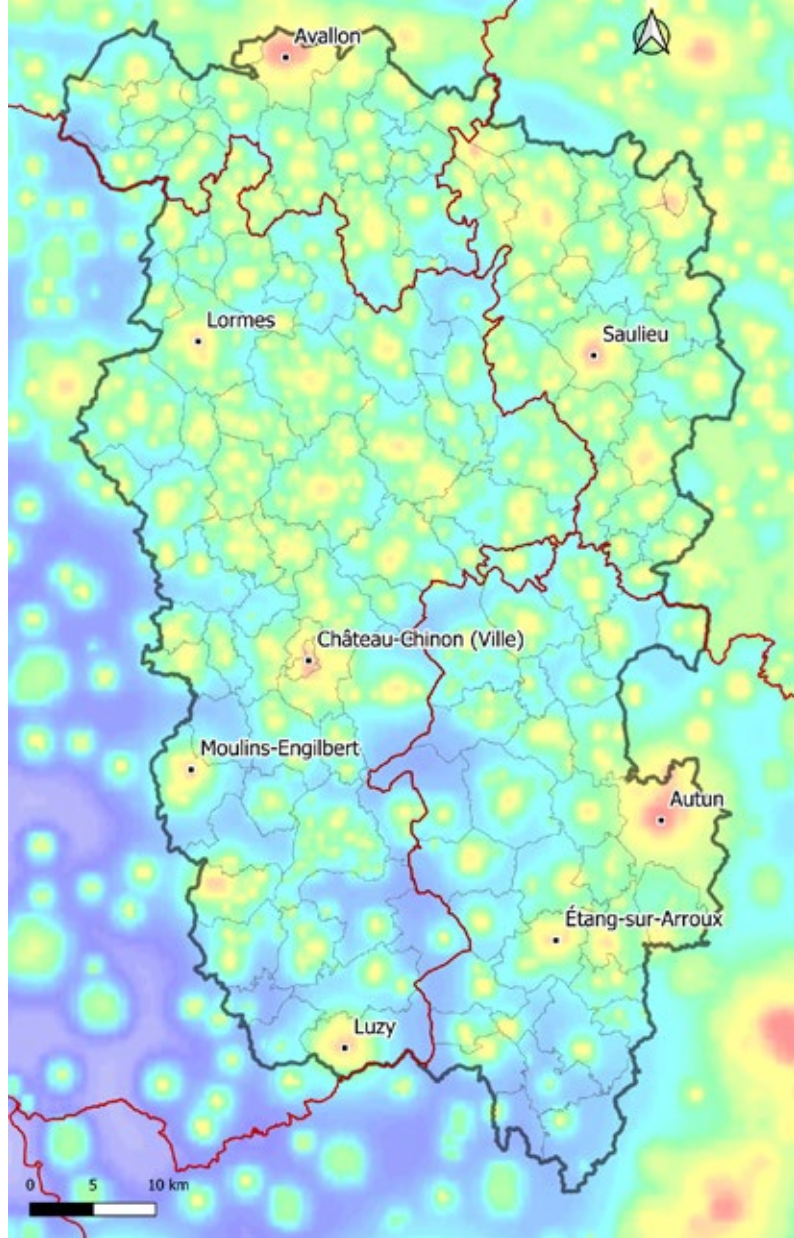 Avallon
Lormes
Saulieu
Château-Chinon (Ville)
Moulins-Engilbert
Autun
Étang-sur-Arroux
Luzy
0 5 10 km